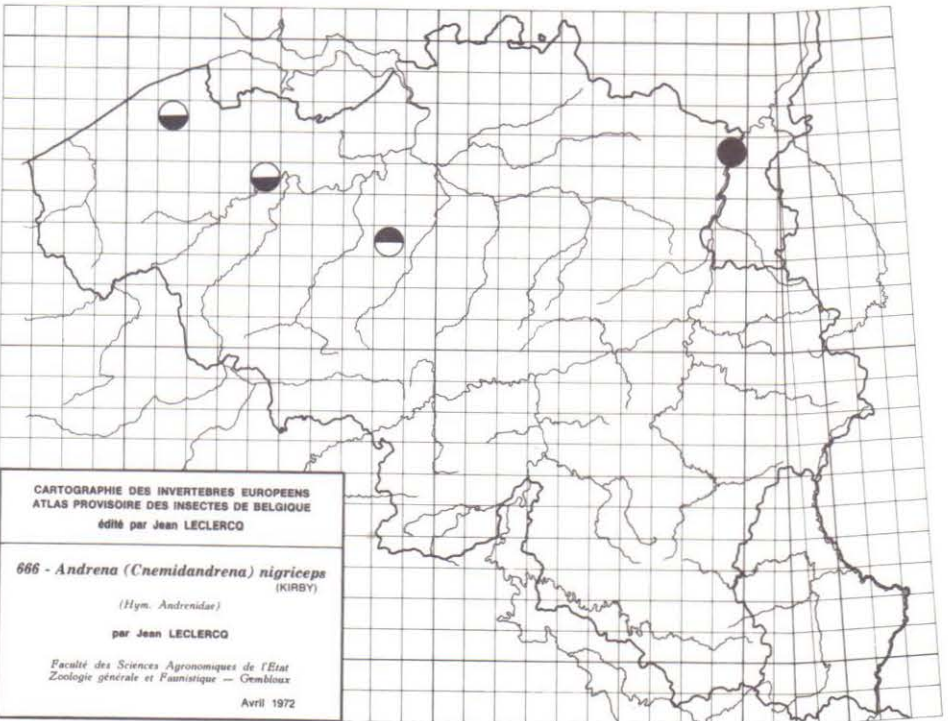 CARTOGRAPHIE DES INVERTEBRES EUROPEENS
ATLAS PROVISOIRE DES INSECTES DE BELGIQUE
édité par Jean LECLERCQ
666 - Andrena (Cnemidandrena) nigriceps
(KIRBY)
(Hym. Andrenidae)
par Jean LECLERCQ
Faculté des Sciences Agronomiques de l'Etat
Zoologie générale et Faunistique — Gembloux
Avril 1972